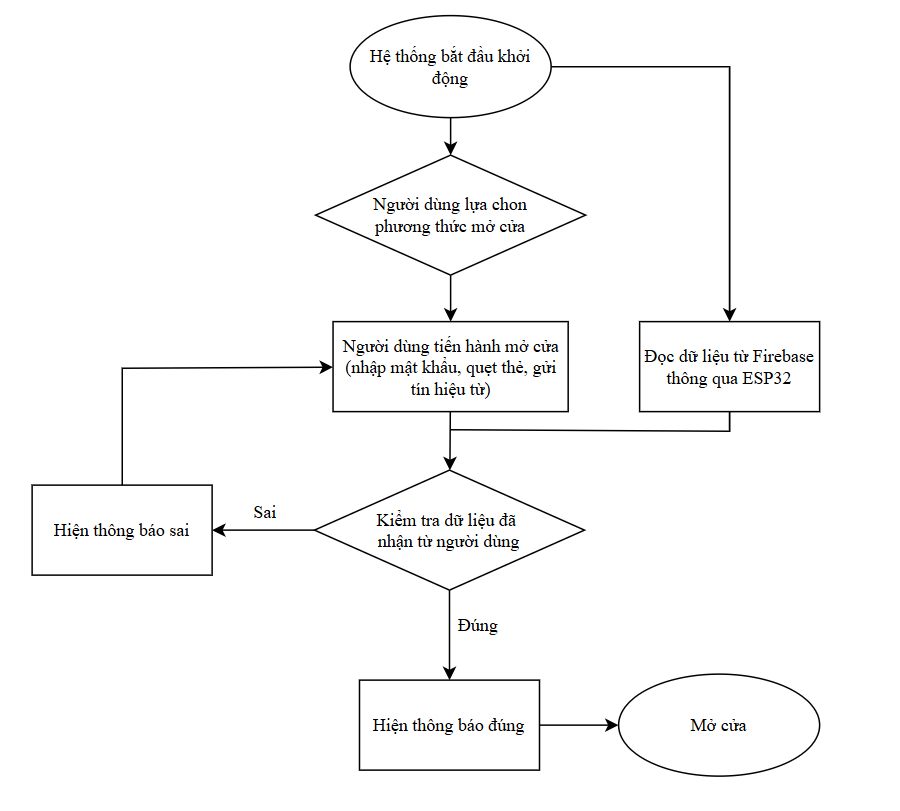 Hệ thống bắt đầu khởi
động
Người dùng lựa chon
phương thức mở cửa
Người dùng tiến hành mở cửa
(nhập mật khẩu, quẹt thẻ, gửi
tín hiệu từ)
Đọc dữ liệu từ Firebase
thông qua ESP32
Sai
Hiện thông báo sai
Kiểm tra dữ liệu đã
nhận từ người dùng
Đúng
Hiện thông báo đúng
Mở cửa